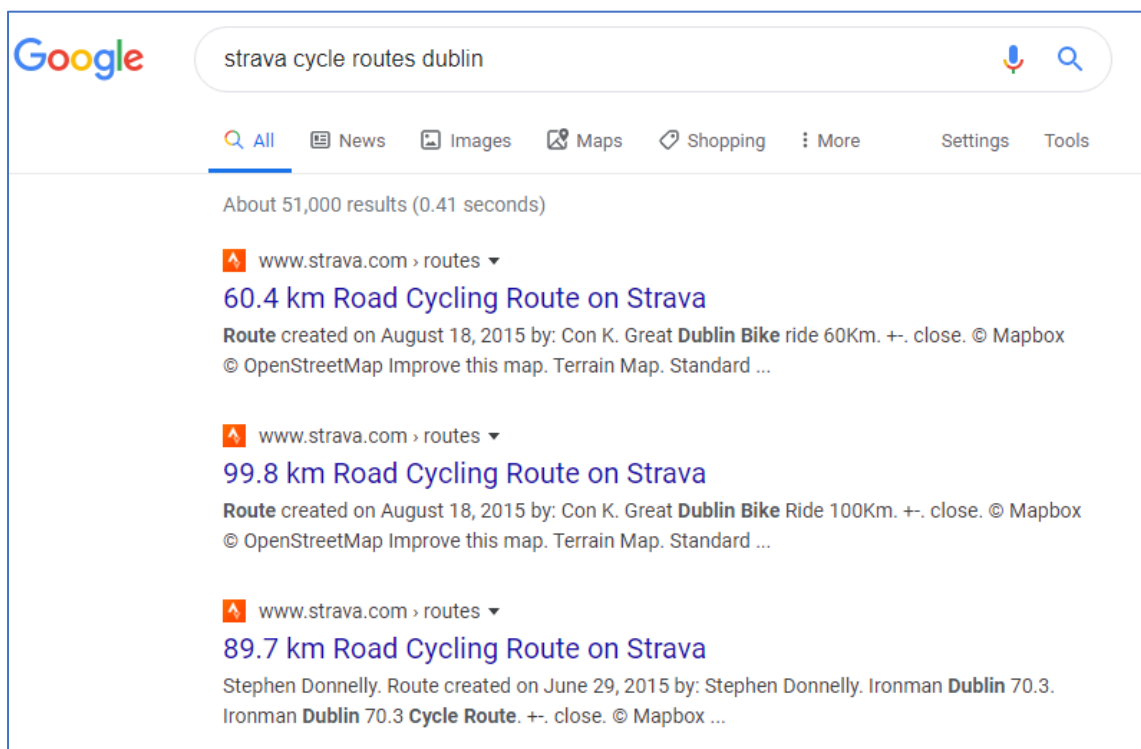 Google
strava cycle routes dublin
All News Images Maps Shopping More Settings Tools
About 51,000 results (0.41 seconds)
www.strava.com › routes
60.4 km Road Cycling Route on Strava
Route created on August 18, 2015 by: Con K. Great Dublin Bike ride 60Km. +-. close. © Mapbox
© OpenStreetMap Improve this map. Terrain Map. Standard ...
www.strava.com › routes
99.8 km Road Cycling Route on Strava
Route created on August 18, 2015 by: Con K. Great Dublin Bike Ride 100Km. +-. close. © Mapbox
© OpenStreetMap Improve this map. Terrain Map. Standard ...
www.strava.com › routes
89.7 km Road Cycling Route on Strava
Stephen Donnelly. Route created on June 29, 2015 by: Stephen Donnelly. Ironman Dublin 70.3.
Ironman Dublin 70.3 Cycle Route. +-. close. © Mapbox ...